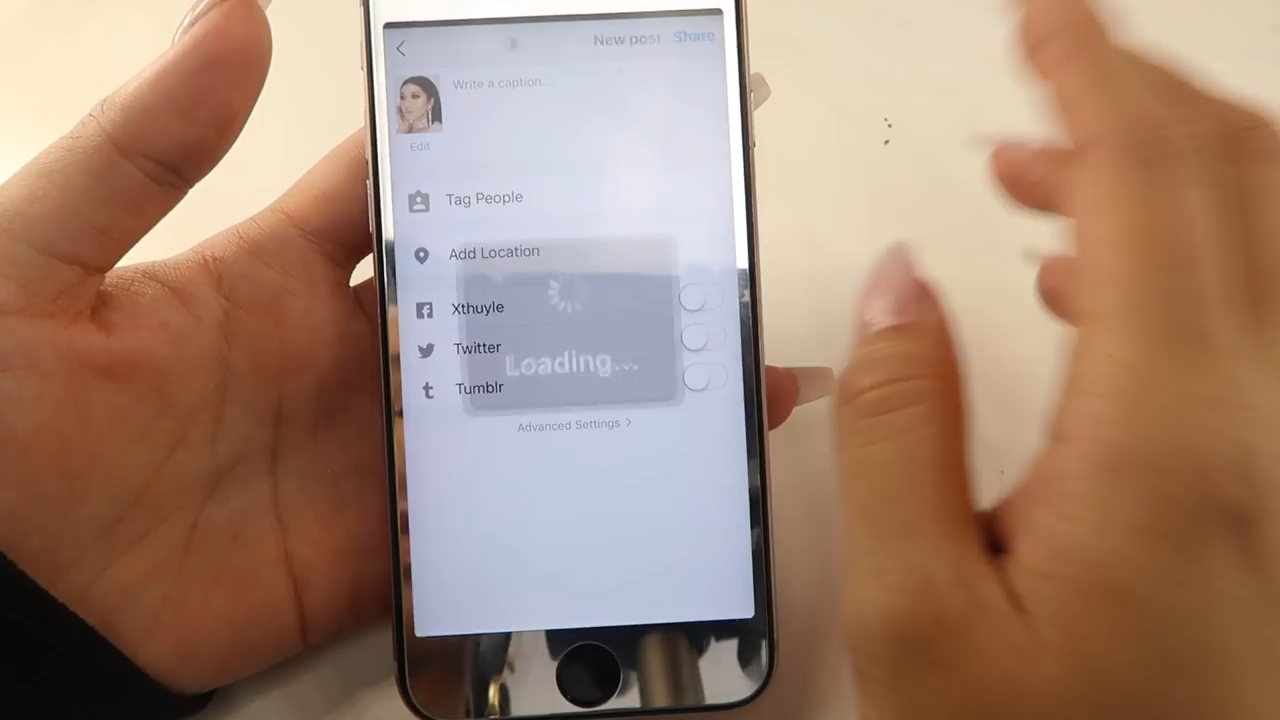 New post Share
Write a caption...
Edit
Tag People
Add Location
Xthuyle
Twitter
Loading...
Tumblr
Advanced Settings >